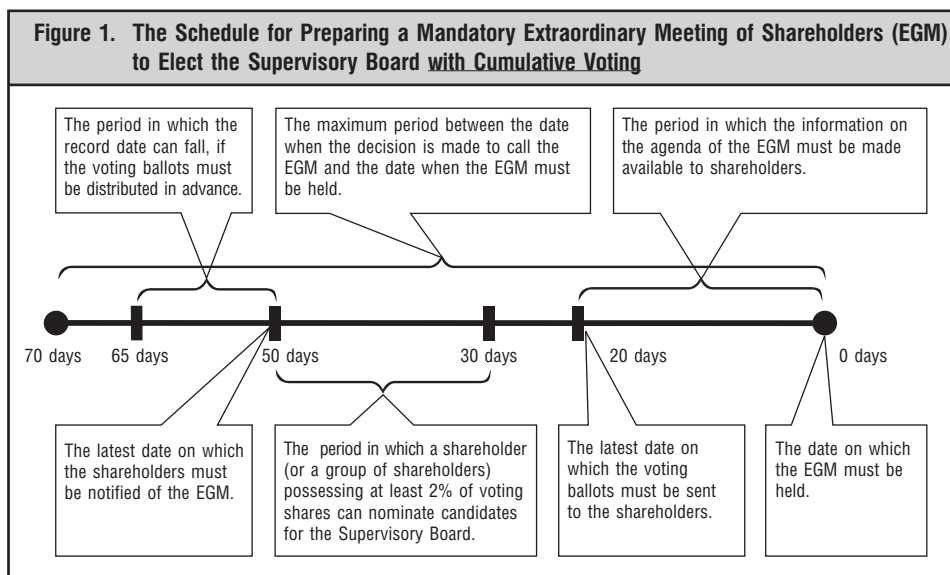 Figure 1. The Schedule for Preparing a Mandatory Extraordinary Meeting of Shareholders (EGM)
to Elect the Supervisory Board with Cumulative Voting
The period in which the
record date can fall, if
the voting ballots must
be distributed in advance.
The maximum period between the date
when the decision is made to call the
EGM and the date when the EGM must
be held.
The period in which the information on
the agenda of the EGM must be made
available to shareholders.
70 days
65 days
50 days
30 days
20 days
0 days
The latest date on which
the shareholders must
be notified of the EGM.
The period in which a shareholder
(or a group of shareholders)
possessing at least 2% of voting
shares can nominate candidates
for the Supervisory Board.
The latest date on
which the voting
ballots must be sent
to the shareholders.
The date on which
the EGM must be
held.